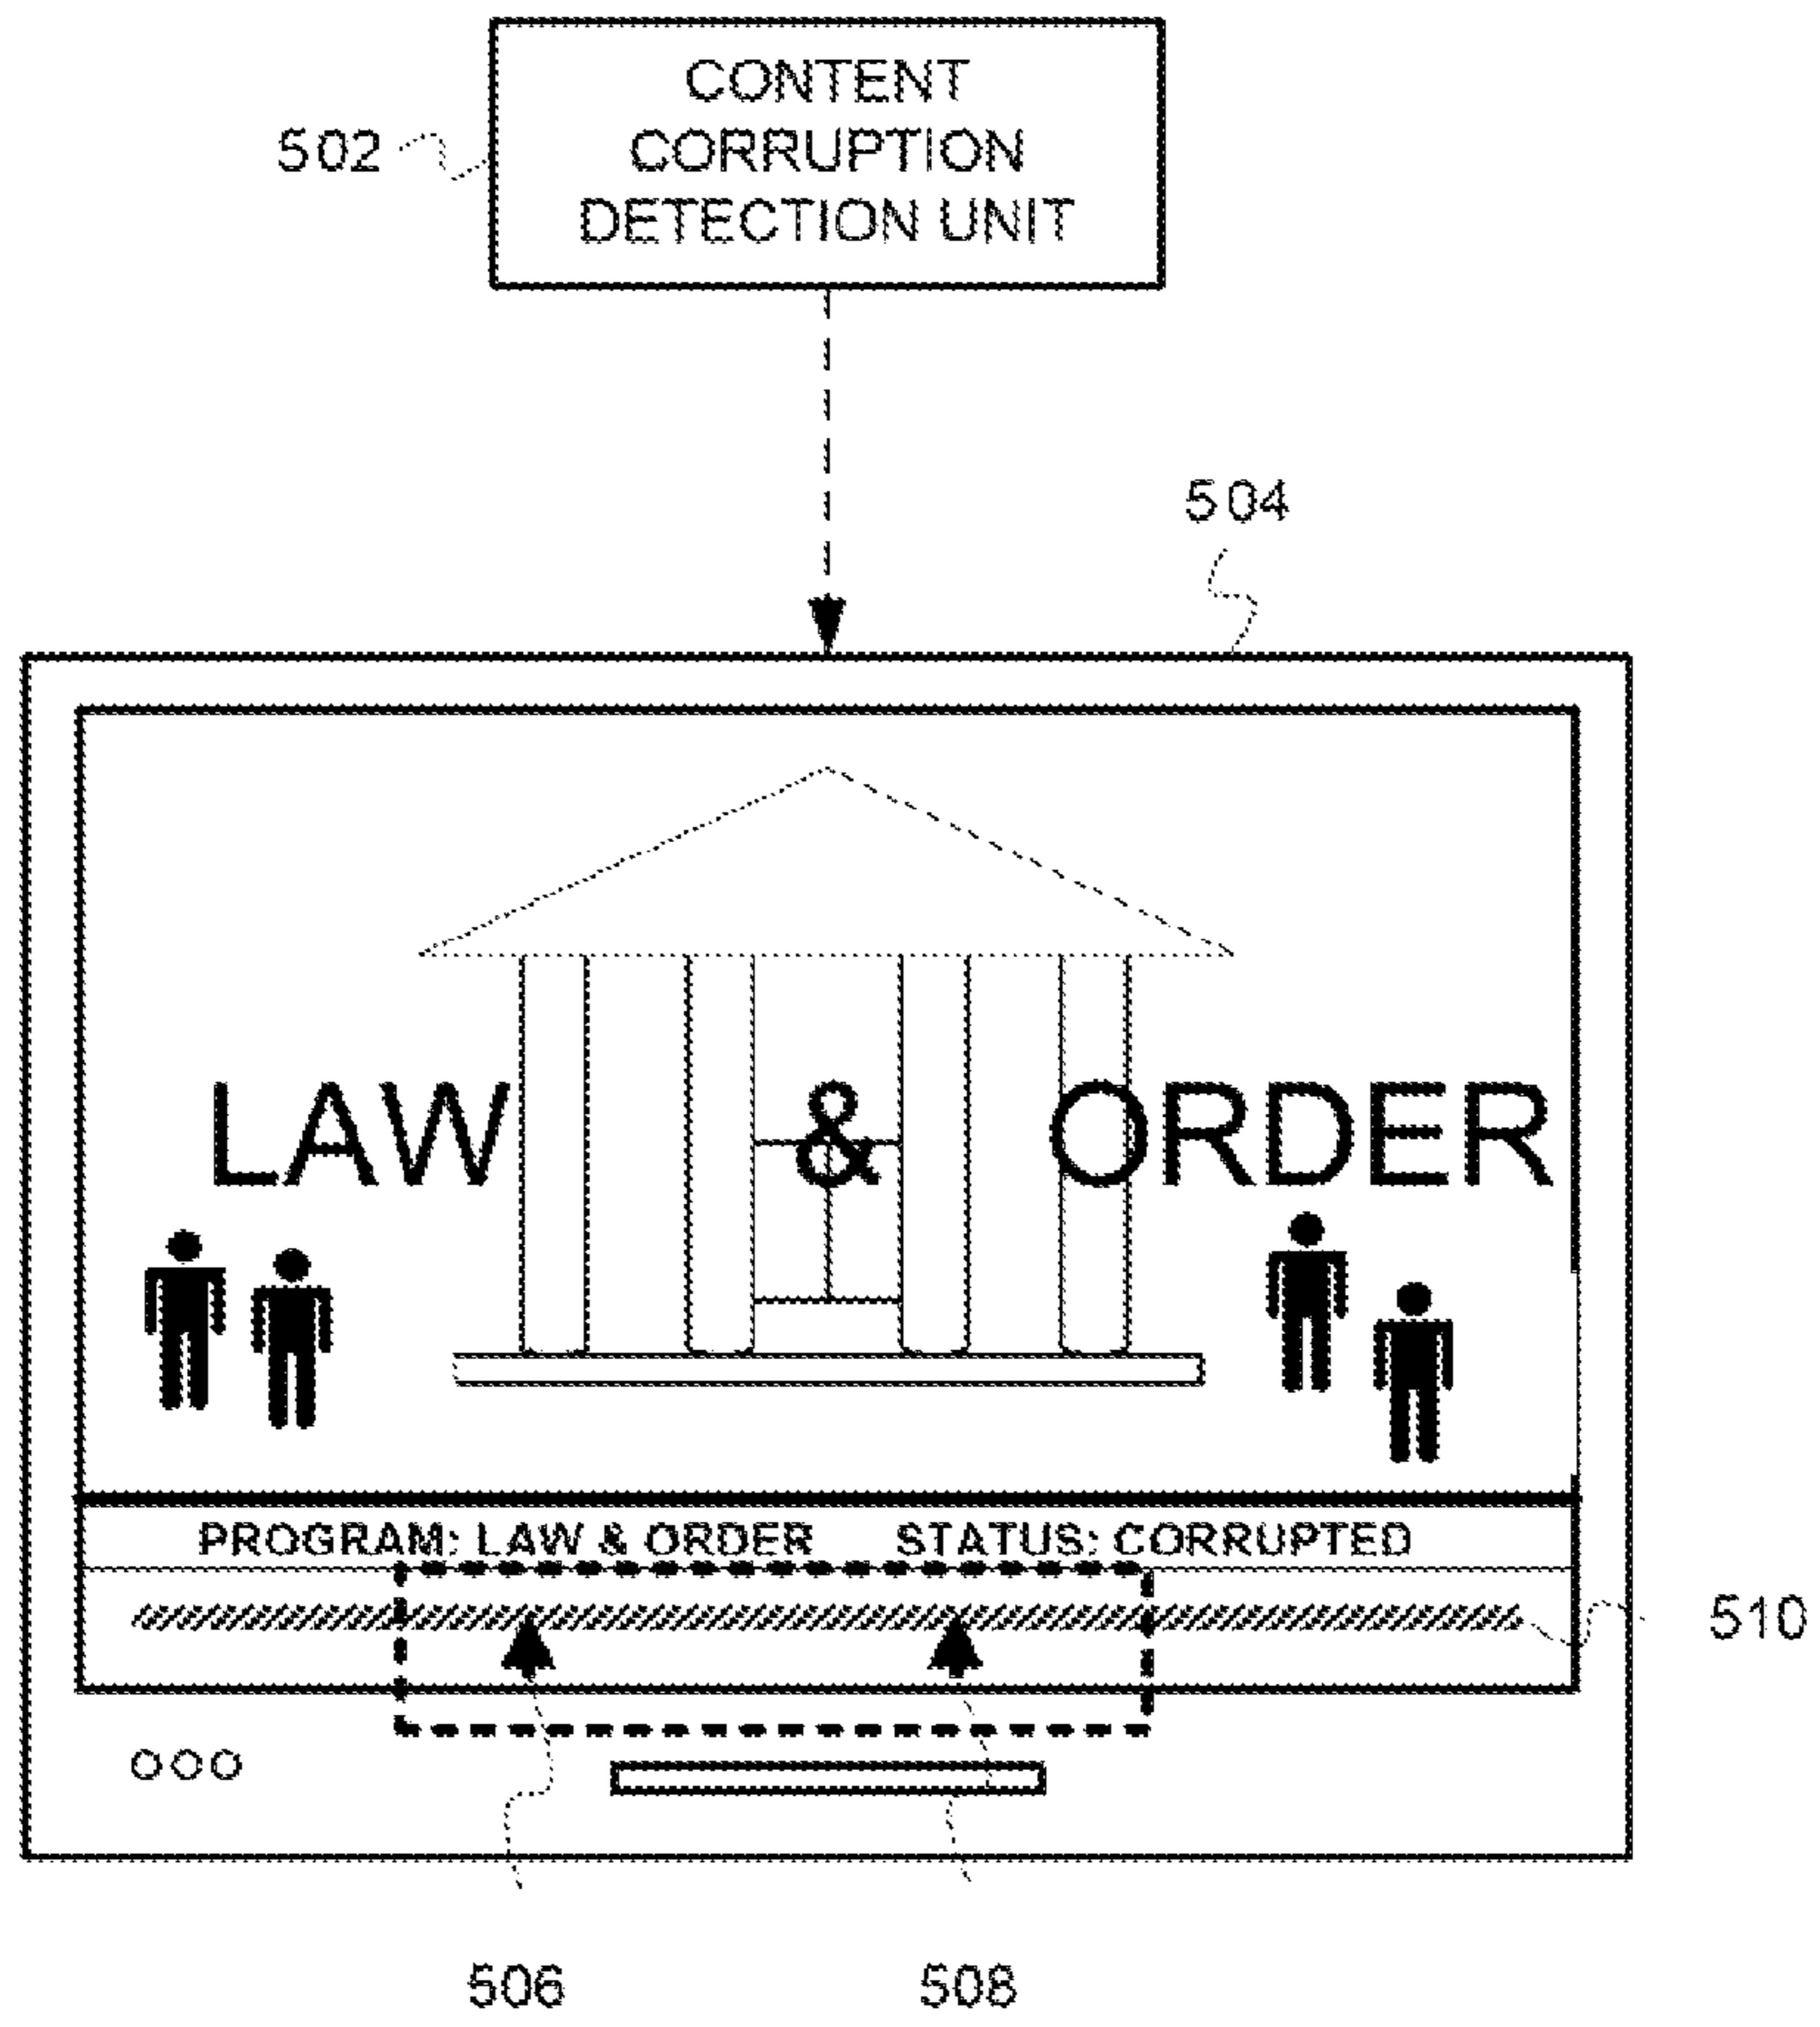 CONTENT
CORRUPTION
DETECTION UNIT
502
504
LAW & ORDER
PROGRAM: LAW & ORDER STATUS: CORRUPTED
510
506 508